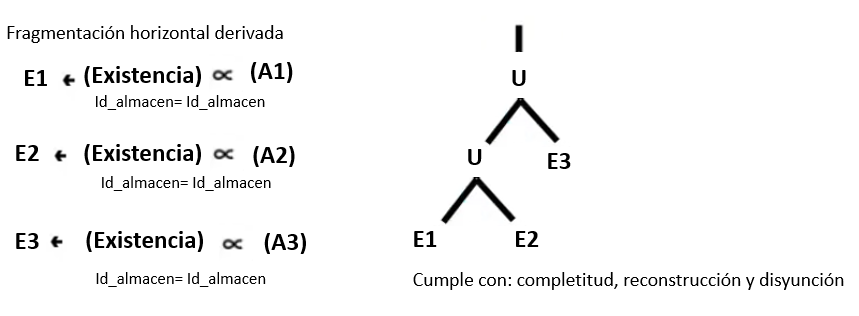 Fragmentación horizontal derivada
E1 ← (Existencia) ∝ (A1)
Id_almacen= Id_almacen
E2 ← (Existencia) ∝ (A2)
Id_almacen= Id_almacen
E3 ← (Existencia) ∝ (A3)
Id_almacen= Id_almacen
U
U
E3
E1 E2
Cumple con: completitud, reconstrucción y disyunción